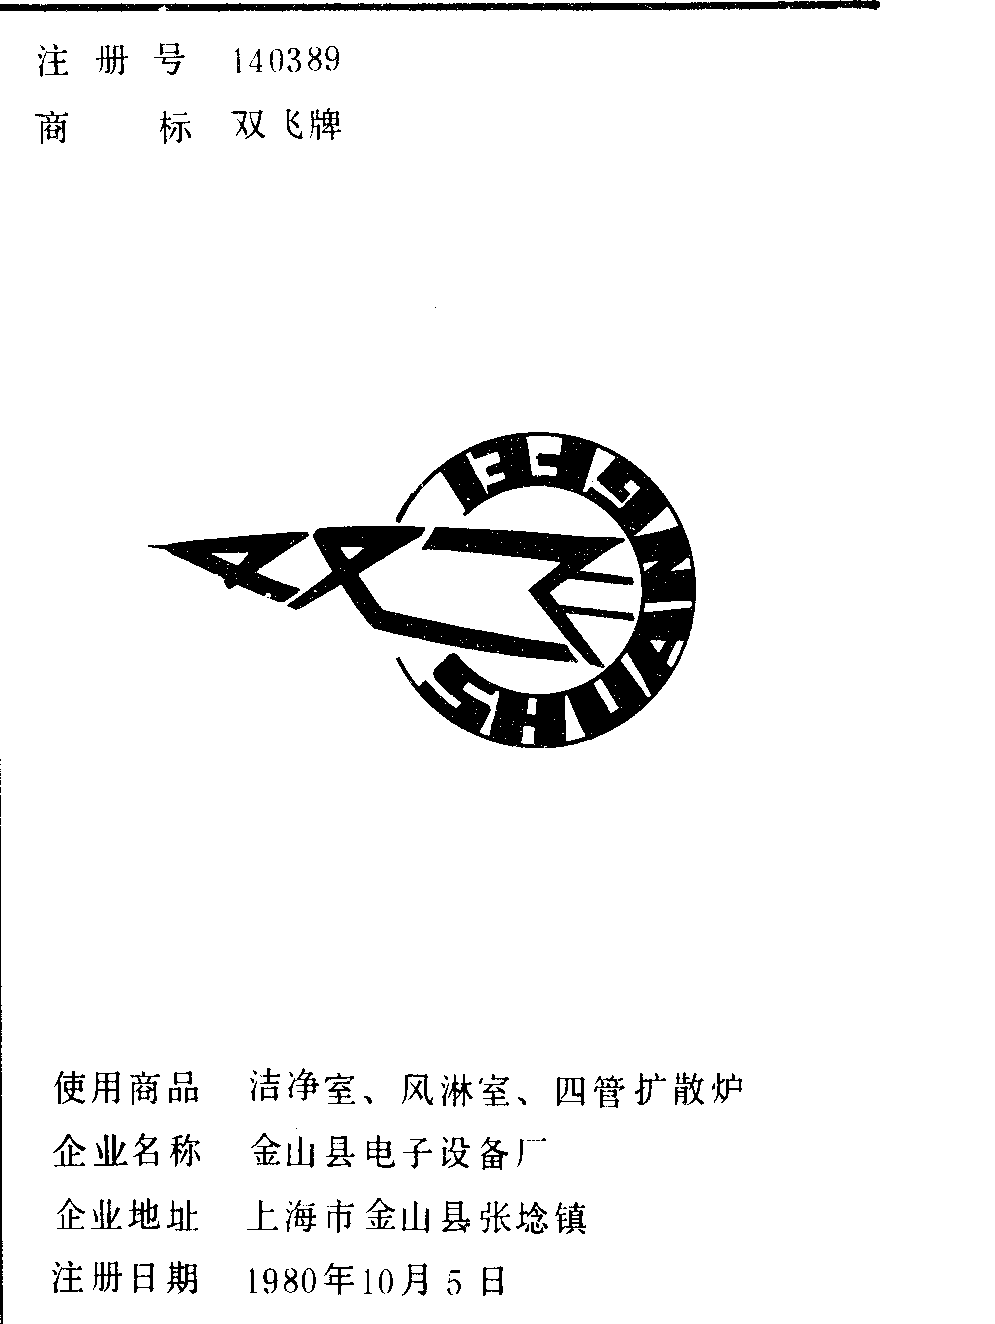 注册号 140389
商标 双飞牌
SHUANGFEI
使用商品 洁净室、风淋室、四管扩散炉
企业名称 金山县电子设备厂
企业地址 上海市金山县张埝镇
注册日期 1980年10月5日